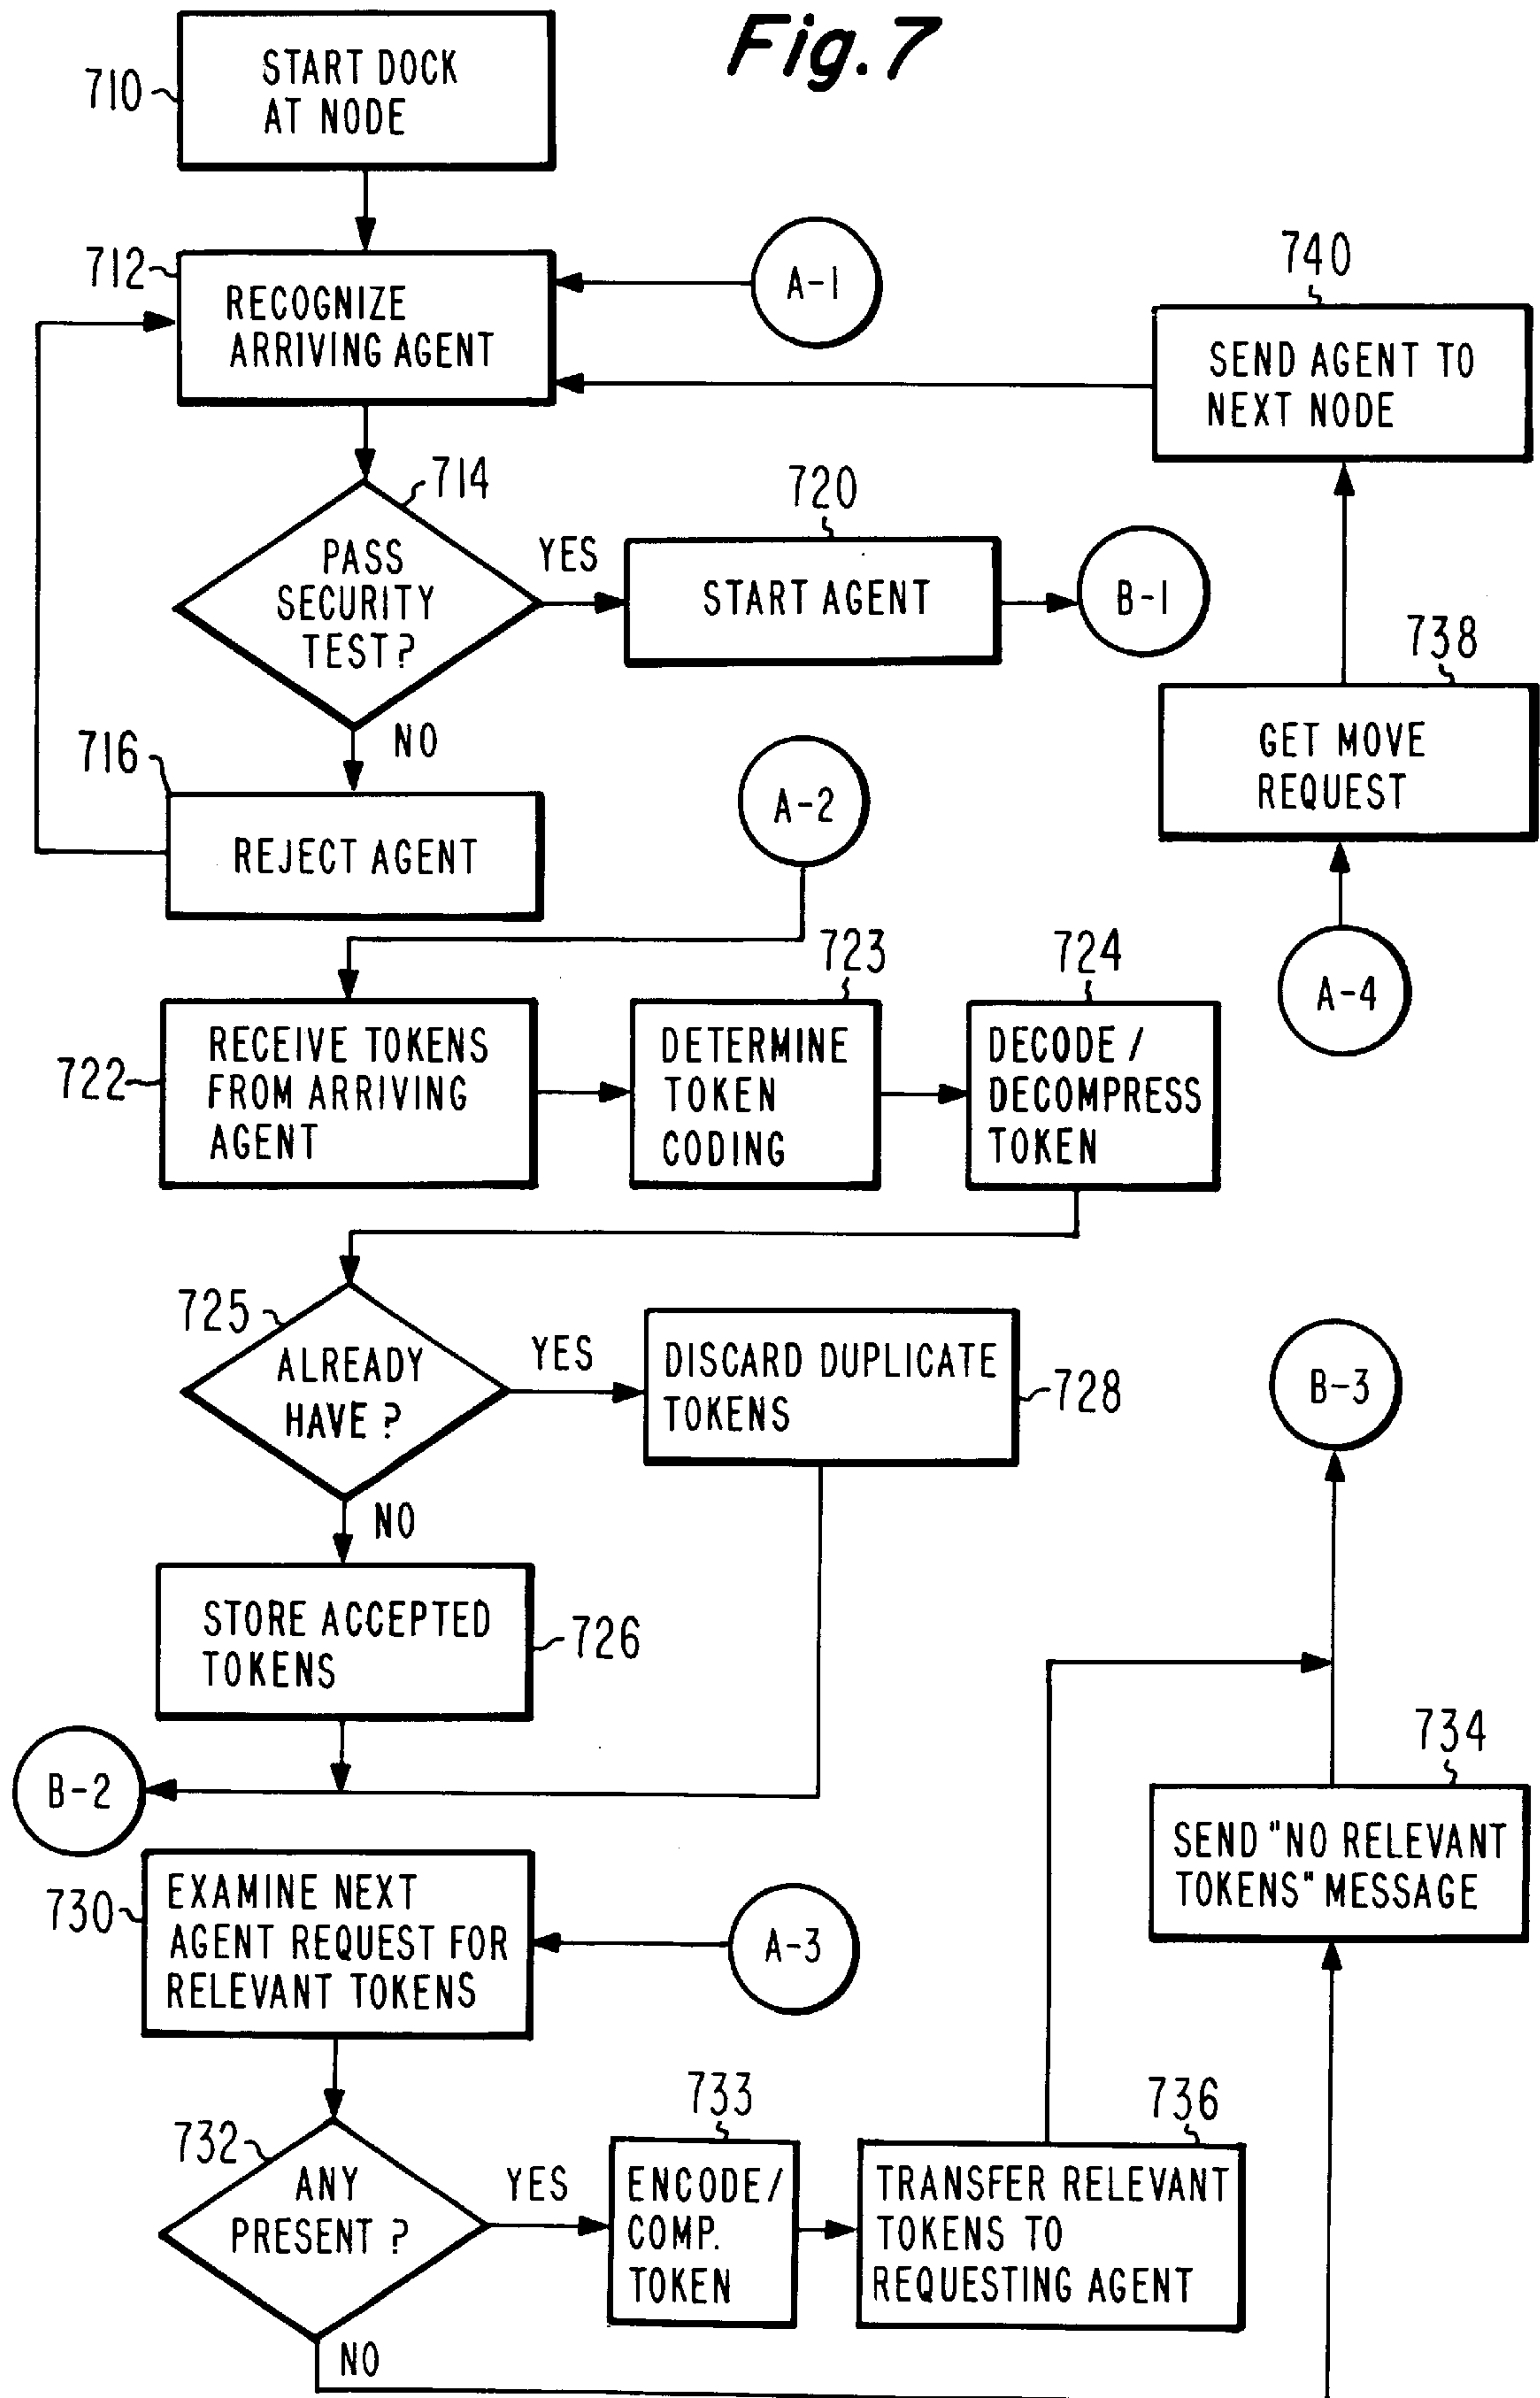 Fig.7
710
START DOCK
AT NODE
712
RECOGNIZE
ARRIVING AGENT
A-1
740
SEND AGENT TO
NEXT NODE
714
PASS
SECURITY
TEST?
YES
720
START AGENT
B-1
738
GET MOVE
REQUEST
NO
716
REJECT AGENT
A-2
A-4
722
RECEIVE TOKENS
FROM ARRIVING
AGENT
723
DETERMINE
TOKEN
CODING
724
DECODE /
DECOMPRESS
TOKEN
725
ALREADY
HAVE ?
YES
DISCARD DUPLICATE
TOKENS
728
B-3
NO
STORE ACCEPTED
TOKENS
726
B-2
734
SEND "NO RELEVANT
TOKENS" MESSAGE
730
EXAMINE NEXT
AGENT REQUEST FOR
RELEVANT TOKENS
A-3
732
ANY
PRESENT ?
YES
733
ENCODE /
COMP.
TOKEN
736
TRANSFER RELEVANT
TOKENS TO
REQUESTING AGENT
NO